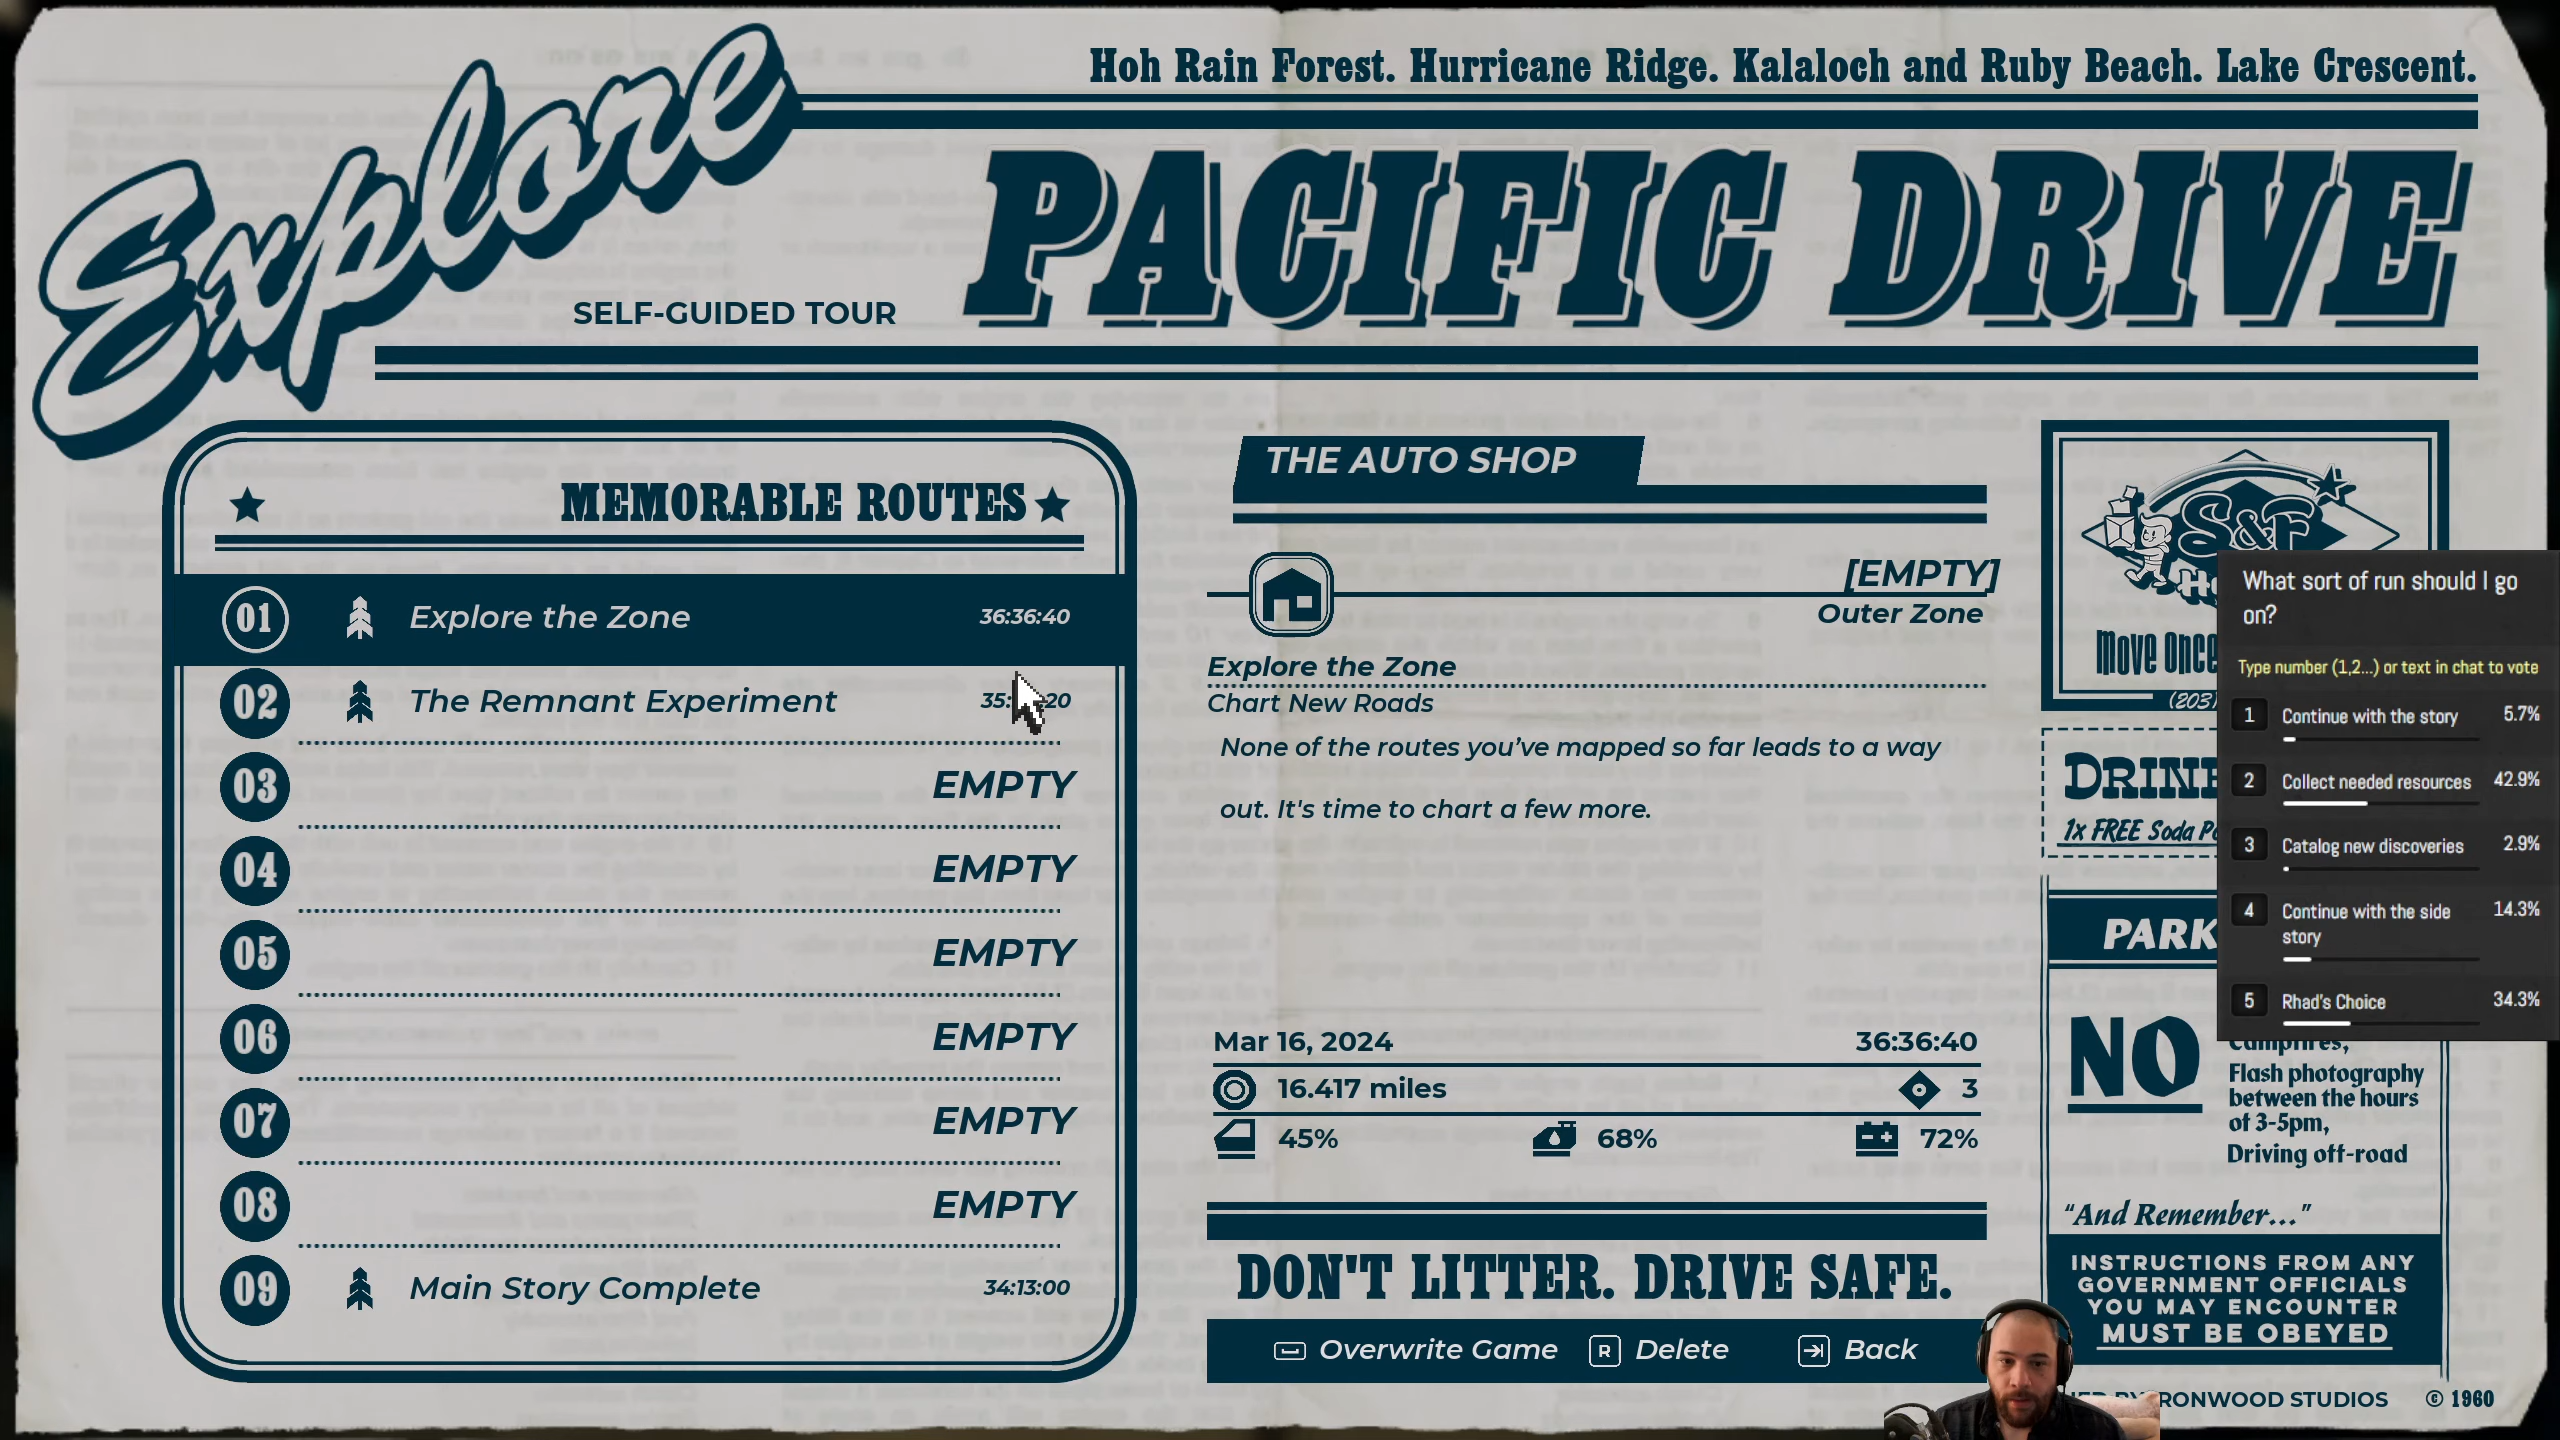 Hoh Rain Forest. Hurricane Ridge. Kalaloch and Ruby Beach. Lake Crescent.
Explore
PACIFIC DRIVE
SELF-GUIDED TOUR
MEMORABLE ROUTES
01 Explore the Zone 36:36:40
02 The Remnant Experiment
03 EMPTY
04 EMPTY
05 EMPTY
06 EMPTY
07 EMPTY
08 EMPTY
09 Main Story Complete 34:13:00
THE AUTO SHOP
[EMPTY]
Outer Zone
Explore the Zone
Chart New Roads
None of the routes you've mapped so far leads to a way
out. It's time to chart a few more.
Mar 16, 2024 36:36:40
16.417 miles 3
45% 68% 72%
DON'T LITTER. DRIVE SAFE.
Overwrite Game R Delete Back
S&F
Move Once
(203)
1x FREE Soda
PARK
NO
Campfires,
Flash photography
between the hours
of 3-5pm,
Driving off-road
"And Remember..."
INSTRUCTIONS FROM ANY
GOVERNMENT OFFICIALS
YOU MAY ENCOUNTER
MUST BE OBEYED
IRONWOOD STUDIOS © 1960
What sort of run should I go
on?
Type number (1,2...) or text in chat to vote
1 Continue with the story 5.7%
2 Collect needed resources 42.9%
3 Catalog new discoveries 2.9%
4 Continue with the side 14.3%
story
5 Rhad's Choice 34.3%